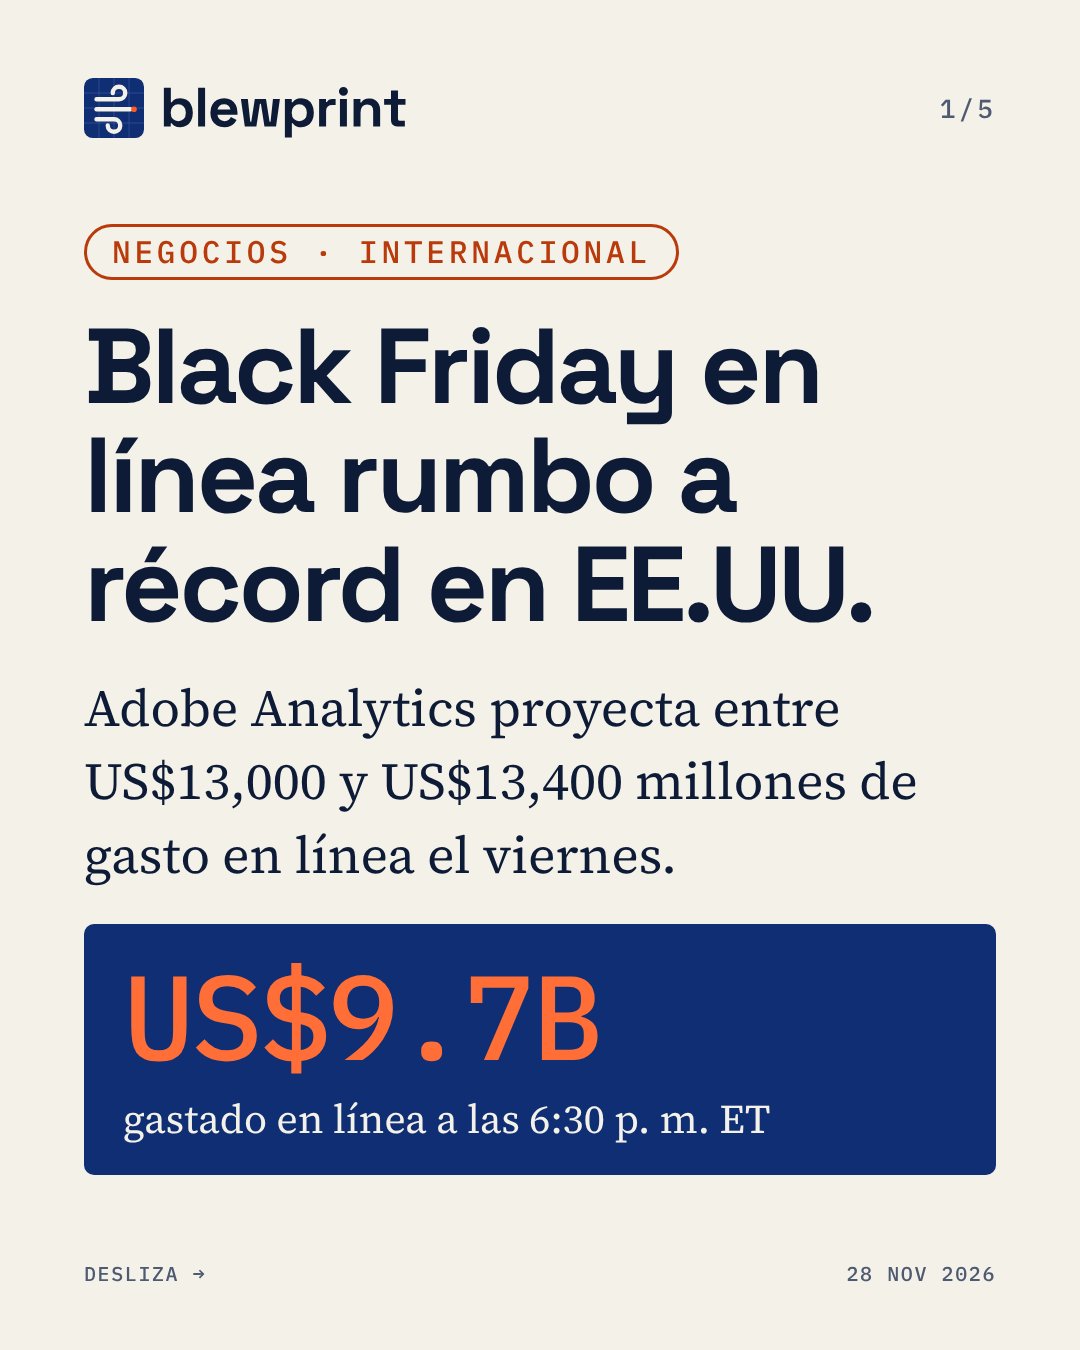 blewprint
1/5
NEGOCIOS · INTERNACIONAL
Black Friday en
línea rumbo a
récord en EE.UU.
Adobe Analytics proyecta entre
US$13,000 y US$13,400 millones de
gasto en línea el viernes.
US$9.7B
gastado en línea a las 6:30 p. m. ET
DESLIZA →
28 NOV 2026